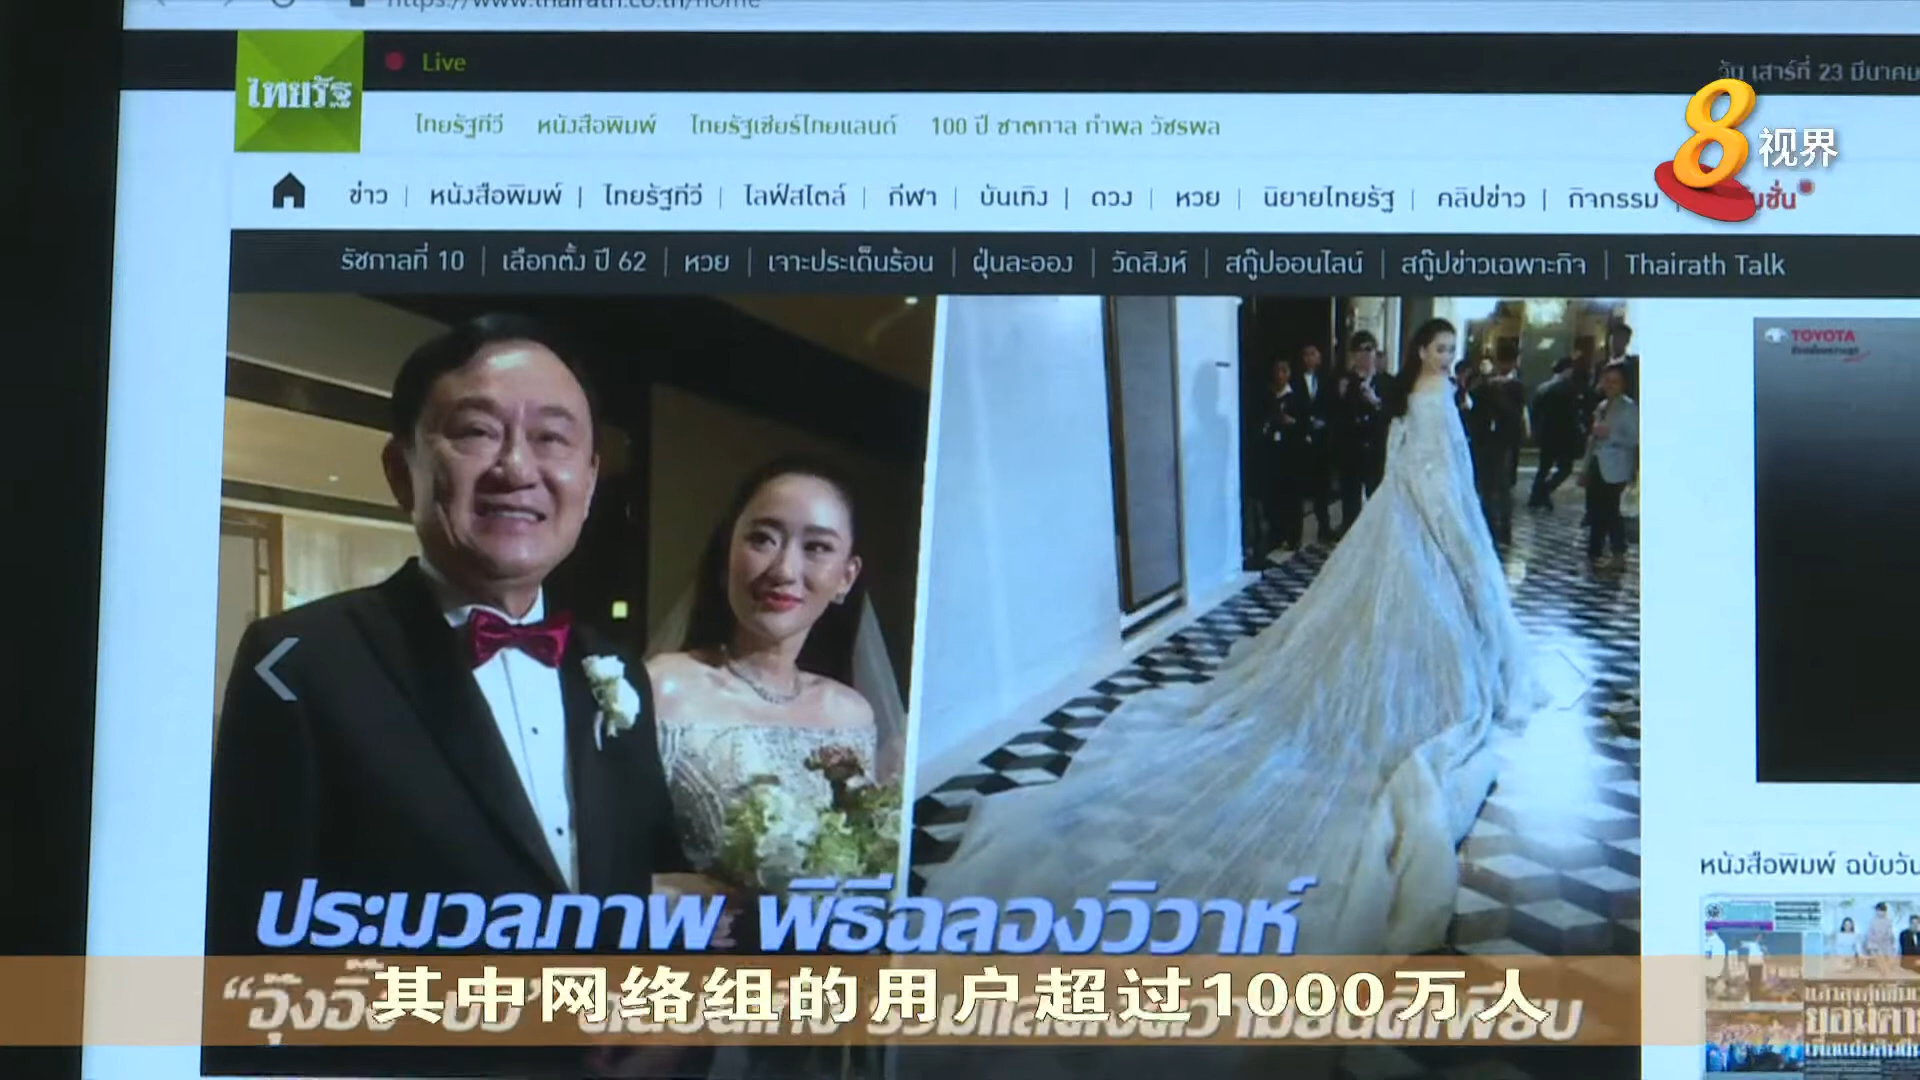 Live
ไทยรัฐ
วัน เสาร์ที่ 23 มีนาคม
ไทยรัฐทีวี หนังสือพิมพ์ ไทยรัฐเชียร์ไทยแลนด์ 100 ปี ชาตกาล กำพล วัชรพล
8视界
ข่าว | หนังสือพิมพ์ | ไทยรัฐทีวี | ไลฟ์สไตล์ | กีฬา | บันเทิง | ดวง | หวย | นิยายไทยรัฐ | คลิปข่าว | กิจกรรม
รัชกาลที่ 10 | เลือกตั้ง ปี 62 | หวย | เจาะประเด็นร้อน | ฝุ่นละออง | วัดสิงห์ | สกู๊ปออนไลน์ | สกู๊ปข่าวเฉพาะกิจ | Thairath Talk
TOYOTA
หนังสือพิมพ์ ฉบับวัน
ประมวลภาพ พิธีฉลองวิวาห์
其中网络组的用户超过1000万人